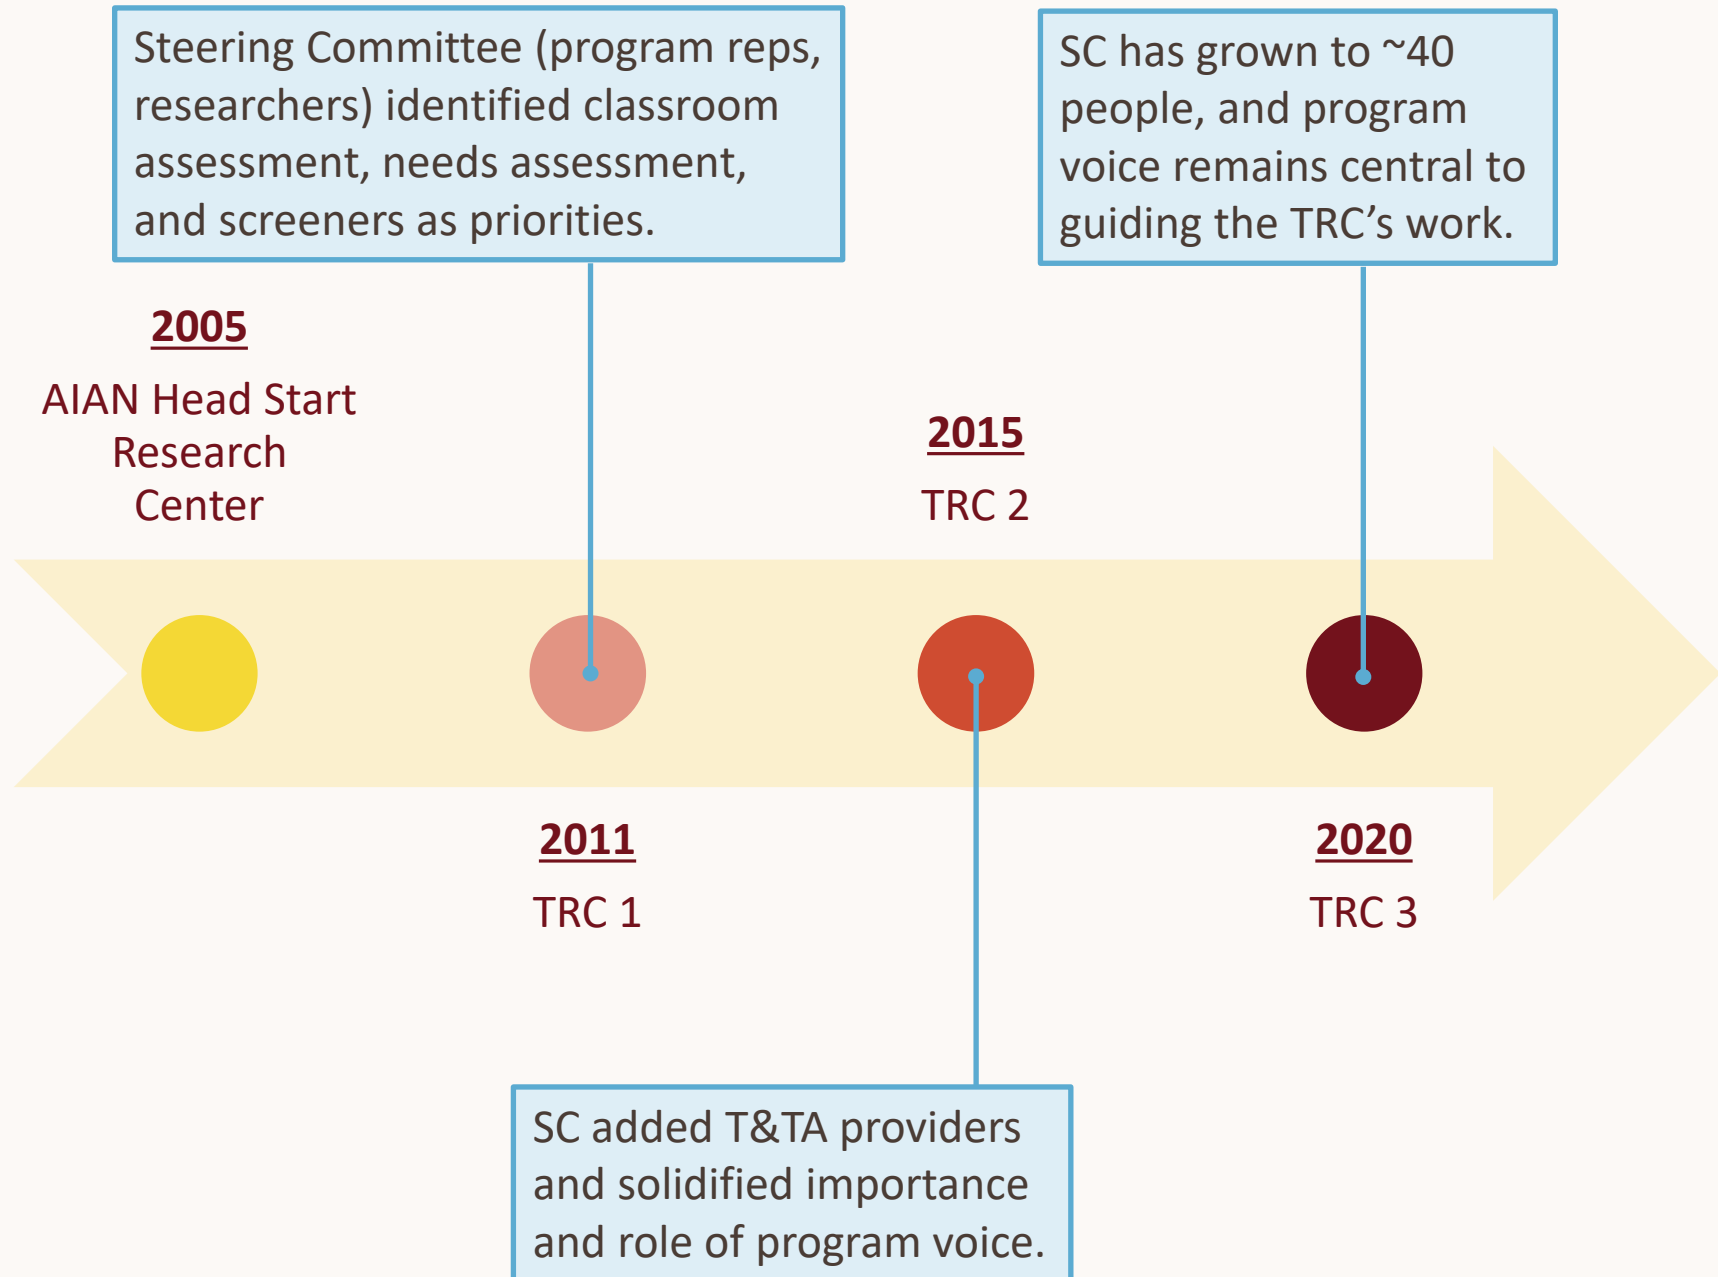 Steering Committee (program reps,
researchers) identified classroom
assessment, needs assessment,
and screeners as priorities.
SC has grown to ~40
people, and program
voice remains central to
guiding the TRC’s work.
2005
AIAN Head Start
Research
Center
2015
TRC 2
2011
TRC 1
2020
TRC 3
SC added T&TA providers
and solidified importance
and role of program voice.